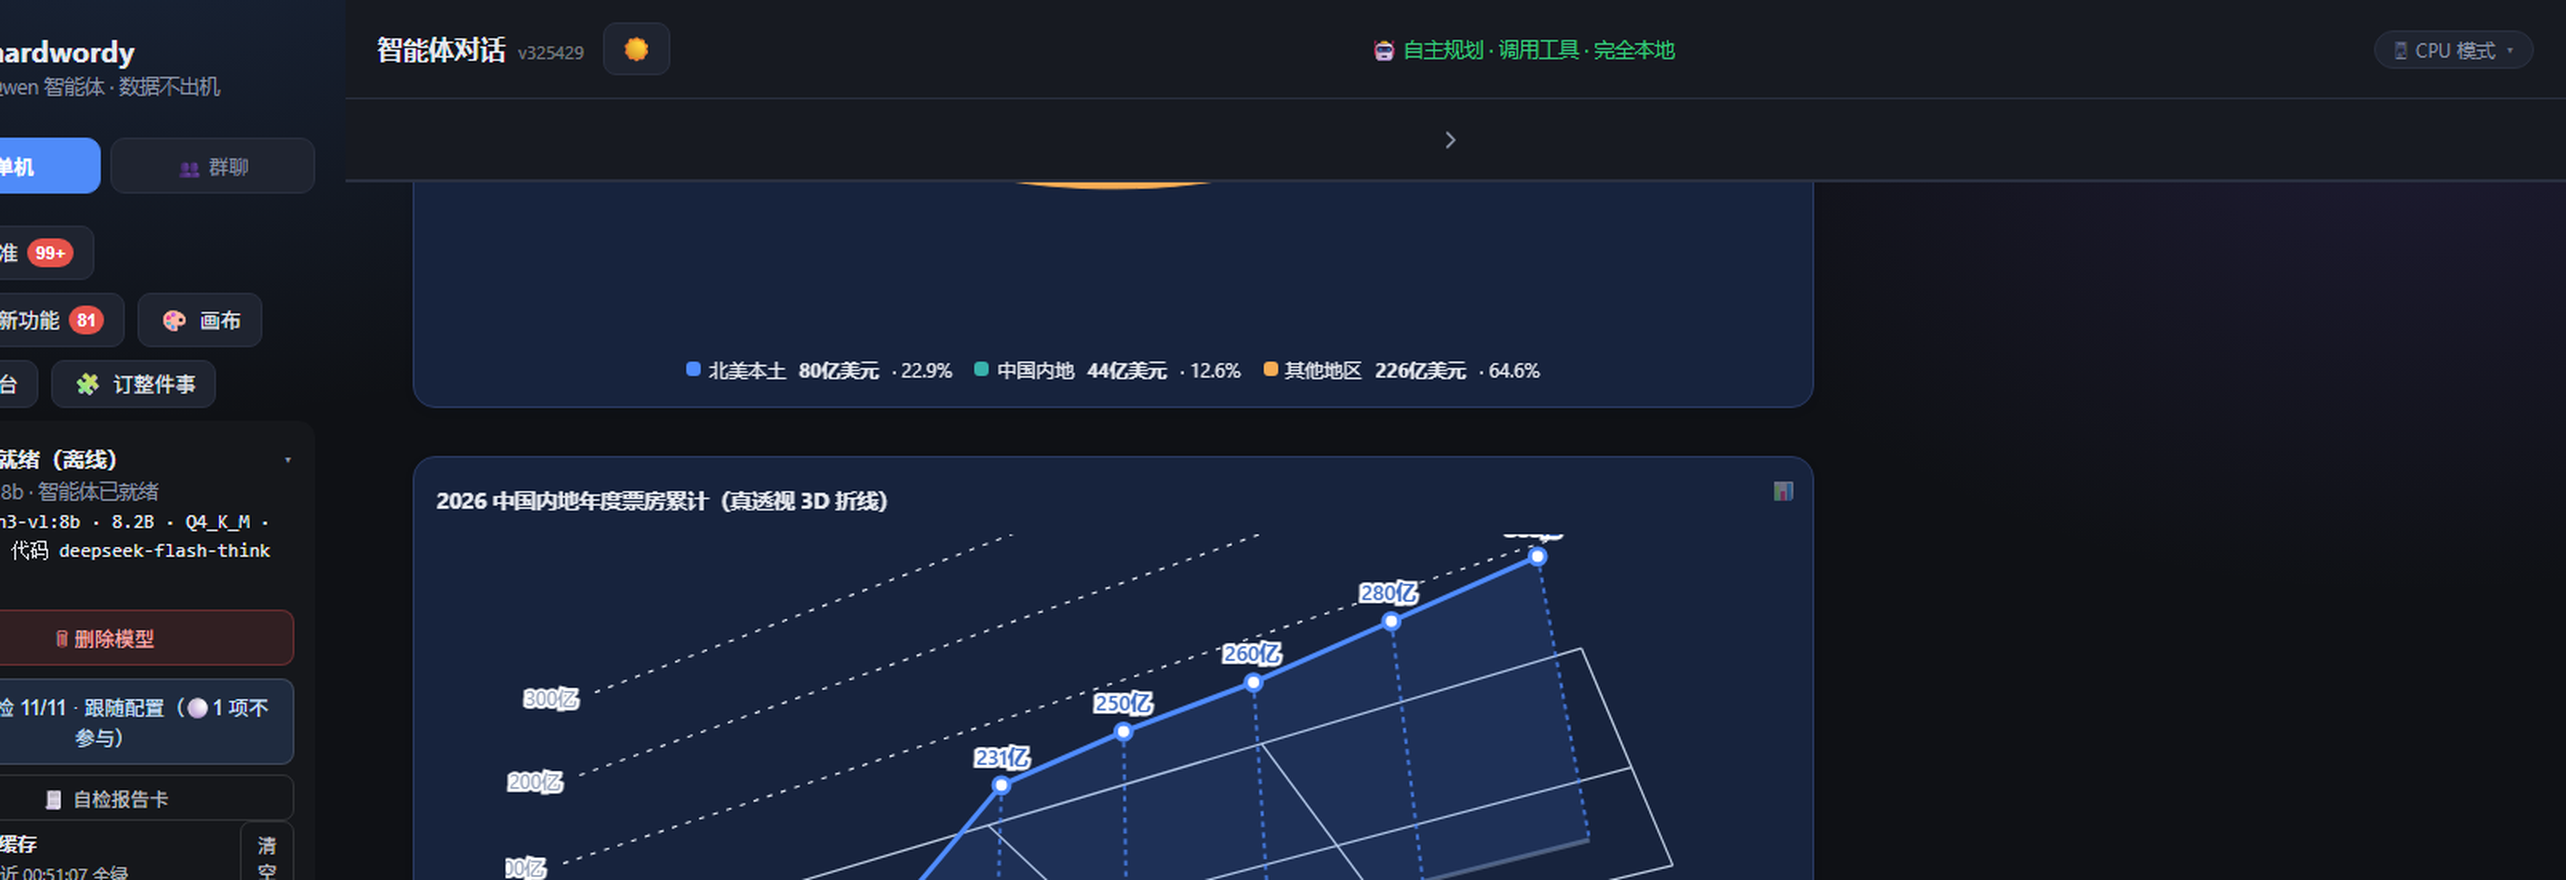 hardwordy
Qwen 智能体 · 数据不出机
单机
群聊
准 99+
新功能 81
画布
台
订整件事
就绪（离线）
8b · 智能体已就绪
n3-vl:8b · 8.2B · Q4_K_M ·
代码 deepseek-flash-think
删除模型
检 11/11 · 跟随配置（1 项不
参与）
自检报告卡
缓存
近 00:51:07 全绿
清
空
智能体对话 v325429
自主规划 · 调用工具 · 完全本地
CPU 模式
北美本土 80亿美元 · 22.9% 中国内地 44亿美元 · 12.6% 其他地区 226亿美元 · 64.6%
2026 中国内地年度票房累计（真透视 3D 折线）
280亿
260亿
300亿
250亿
231亿
200亿
00亿